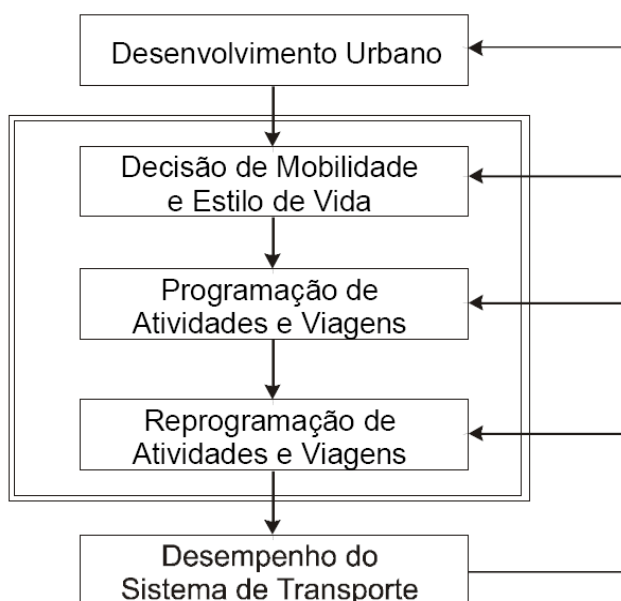 Desenvolvimento Urbano
Decisão de Mobilidade
e Estilo de Vida
Programação de
Atividades e Viagens
Reprogramação de
Atividades e Viagens
Desempenho do
Sistema de Transporte